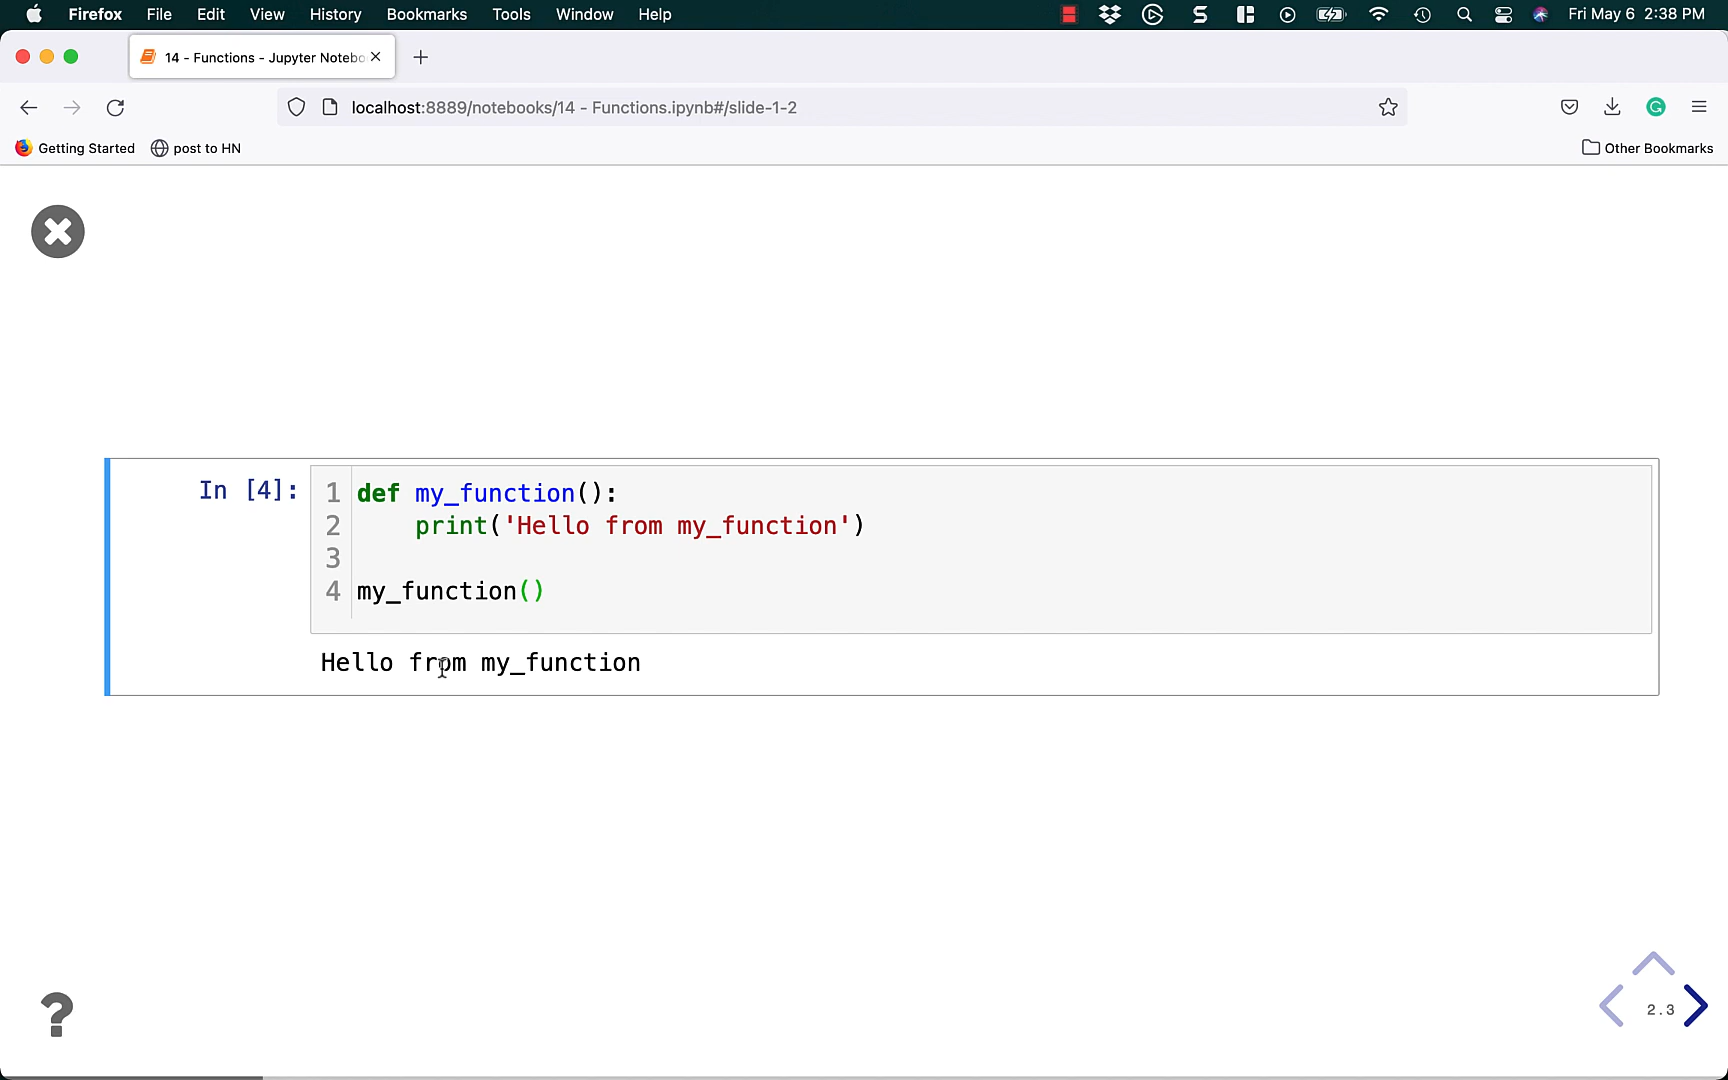 Firefox File Edit View History Bookmarks Tools Window Help Fri May 6 2:38 PM
14 - Functions - Jupyter Notebo
localhost:8889/notebooks/14 - Functions.ipynb#/slide-1-2
Getting Started post to HN Other Bookmarks
In [4]: 1 def my_function():
2 print('Hello from my_function')
3
4 my_function()
Hello from my_function
?
2.3